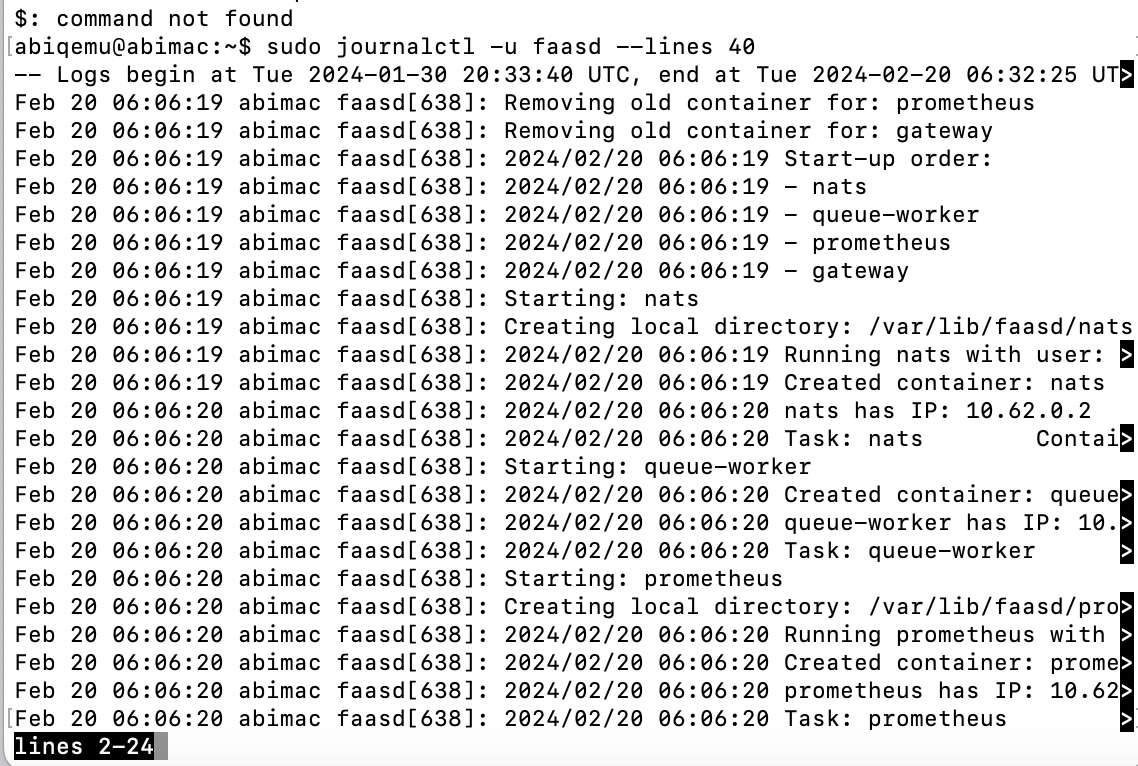 $: command not found
[abiqemu@abimac:~$ sudo journalctl -u faasd --lines 40
-- Logs begin at Tue 2024-01-30 20:33:40 UTC, end at Tue 2024-02-20 06:32:25 UT>
Feb 20 06:06:19 abimac faasd[638]: Removing old container for: prometheus
Feb 20 06:06:19 abimac faasd[638]: Removing old container for: gateway
Feb 20 06:06:19 abimac faasd[638]: 2024/02/20 06:06:19 Start-up order:
Feb 20 06:06:19 abimac faasd[638]: 2024/02/20 06:06:19 - nats
Feb 20 06:06:19 abimac faasd[638]: 2024/02/20 06:06:19 - queue-worker
Feb 20 06:06:19 abimac faasd[638]: 2024/02/20 06:06:19 - prometheus
Feb 20 06:06:19 abimac faasd[638]: 2024/02/20 06:06:19 - gateway
Feb 20 06:06:19 abimac faasd[638]: Starting: nats
Feb 20 06:06:19 abimac faasd[638]: Creating local directory: /var/lib/faasd/nats
Feb 20 06:06:19 abimac faasd[638]: 2024/02/20 06:06:19 Running nats with user: >
Feb 20 06:06:19 abimac faasd[638]: 2024/02/20 06:06:19 Created container: nats
Feb 20 06:06:20 abimac faasd[638]: 2024/02/20 06:06:20 nats has IP: 10.62.0.2
Feb 20 06:06:20 abimac faasd[638]: 2024/02/20 06:06:20 Task: nats        Contai>
Feb 20 06:06:20 abimac faasd[638]: Starting: queue-worker
Feb 20 06:06:20 abimac faasd[638]: 2024/02/20 06:06:20 Created container: queue>
Feb 20 06:06:20 abimac faasd[638]: 2024/02/20 06:06:20 queue-worker has IP: 10.>
Feb 20 06:06:20 abimac faasd[638]: 2024/02/20 06:06:20 Task: queue-worker      >
Feb 20 06:06:20 abimac faasd[638]: Starting: prometheus
Feb 20 06:06:20 abimac faasd[638]: Creating local directory: /var/lib/faasd/pro>
Feb 20 06:06:20 abimac faasd[638]: 2024/02/20 06:06:20 Running prometheus with >
Feb 20 06:06:20 abimac faasd[638]: 2024/02/20 06:06:20 Created container: prome>
Feb 20 06:06:20 abimac faasd[638]: 2024/02/20 06:06:20 prometheus has IP: 10.62>
[Feb 20 06:06:20 abimac faasd[638]: 2024/02/20 06:06:20 Task: prometheus        >
lines 2-24